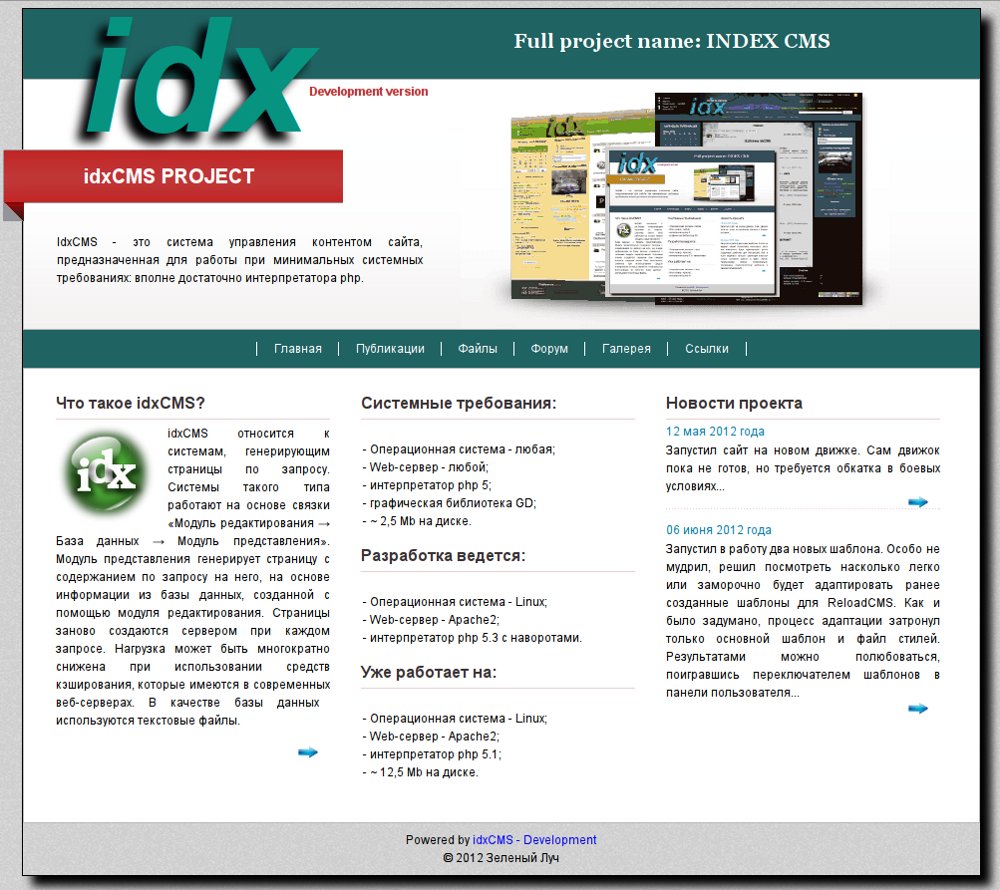 idx
Full project name: INDEX CMS
Development version
idxCMS PROJECT
IdxCMS - это система управления контентом сайта,
предназначенная для работы при минимальных системных
требованиях: вполне достаточно интерпретатора php.
Главная
Публикации
Файлы
Форум
Галерея
Ссылки
Что такое idxCMS?
idx
idxCMS относится к
системам, генерирующим
страницы по запросу.
Системы такого типа
работают на основе связки
«Модуль редактирования →
База данных → Модуль представления».
Модуль представления генерирует страницу с
содержанием по запросу на него, на основе
информации из базы данных, созданной с
помощью модуля редактирования. Страницы
заново создаются сервером при каждом
запросе. Нагрузка может быть многократно
снижена при использовании средств
кэширования, которые имеются в современных
веб-серверах. В качестве базы данных
используются текстовые файлы.
Системные требования:
- Операционная система - любая;
- Web-сервер - любой;
- интерпретатор php 5;
- графическая библиотека GD;
- ~ 2,5 Mb на диске.
Разработка ведется:
- Операционная система - Linux;
- Web-сервер - Apache2;
- интерпретатор php 5.3 с наворотами.
Уже работает на:
- Операционная система - Linux;
- Web-сервер - Apache2;
- интерпретатор php 5.1;
- ~ 12,5 Mb на диске.
Новости проекта
12 мая 2012 года
Запустил сайт на новом движке. Сам движок
пока не готов, но требуется обкатка в боевых
условиях...
06 июня 2012 года
Запустил в работу два новых шаблона. Особо не
мудрил, решил посмотреть насколько легко
или заморочно будет адаптировать ранее
созданные шаблоны для ReloadCMS. Как и
было задумано, процесс адаптации затронул
только основной шаблон и файл стилей.
Результатами можно полюбоваться,
поигравшись переключателем шаблонов в
панели пользователя...
Powered by idxCMS - Development
© 2012 Зеленый Луч